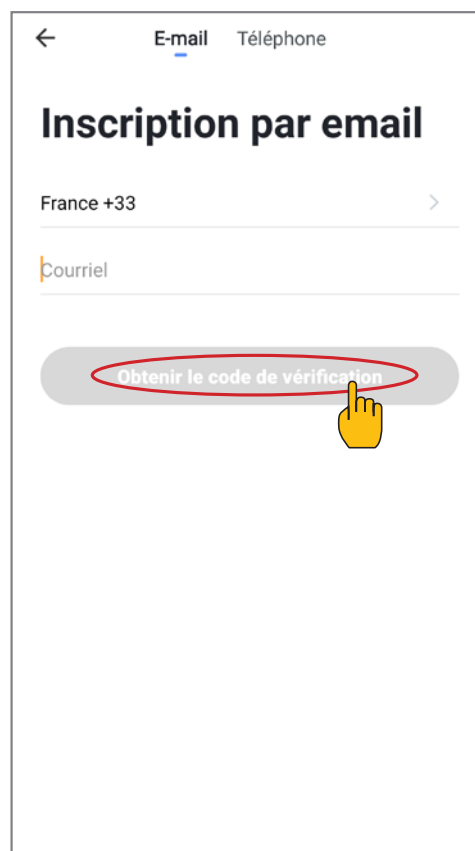 E-mail Téléphone
Inscription par email
France +33
Courriel
Obtenir le code de vérification